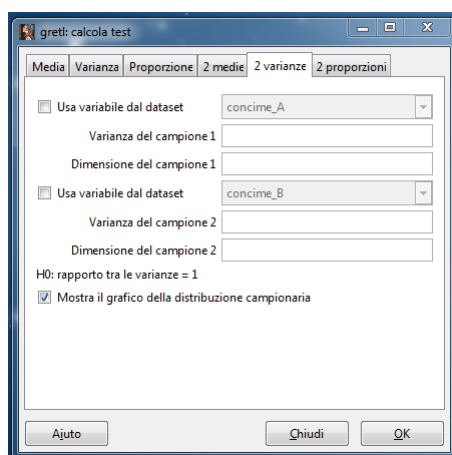 gretl: calcola test
Media Varianza Proporzione 2 medie 2 varianze 2 proporzioni
Usa variabile dal dataset concime_A
Varianza del campione 1
Dimensione del campione 1
Usa variabile dal dataset concime_B
Varianza del campione 2
Dimensione del campione 2
H0: rapporto tra le varianze = 1
Mostra il grafico della distribuzione campionaria
Aiuto Chiudi OK